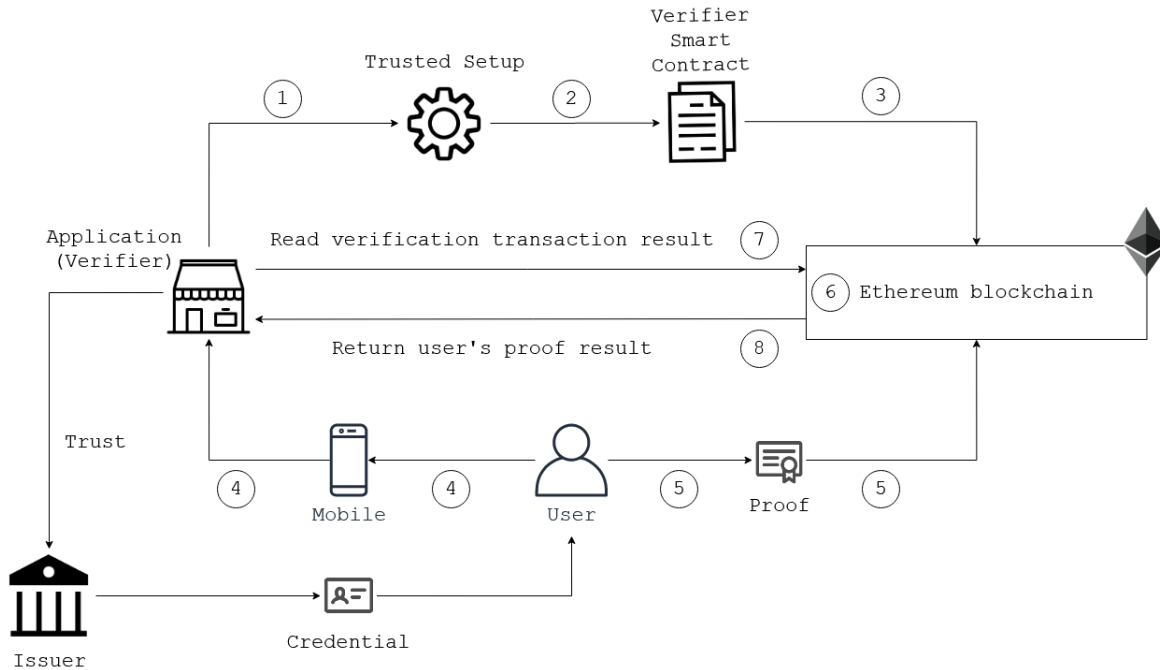 Verifier
Smart
Contract
Trusted Setup
1
2
3
Application
(Verifier)
Read verification transaction result
7
6
Ethereum blockchain
Return user's proof result
8
Trust
4
4
5
5
Mobile
User
Proof
Credential
Issuer